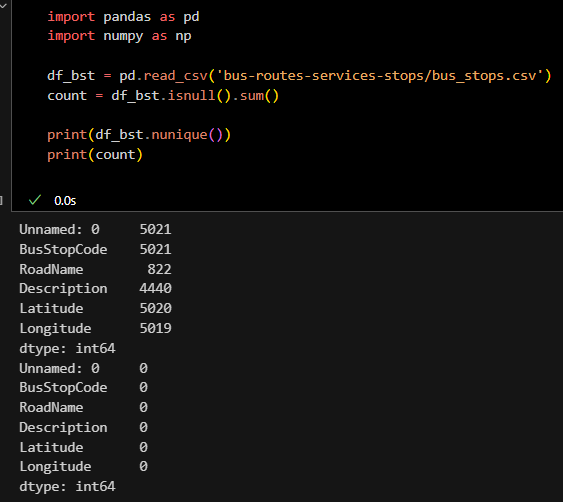 import pandas as pd
import numpy as np
df_bst = pd.read_csv('bus-routes-services-stops/bus_stops.csv')
count = df_bst.isnull().sum()
print(df_bst.nunique())
print(count)
✓ 0.0s
Unnamed: 0 5021
BusStopCode 5021
RoadName 822
Description 4440
Latitude 5020
Longitude 5019
dtype: int64
Unnamed: 0 0
BusStopCode 0
RoadName 0
Description 0
Latitude 0
Longitude 0
dtype: int64